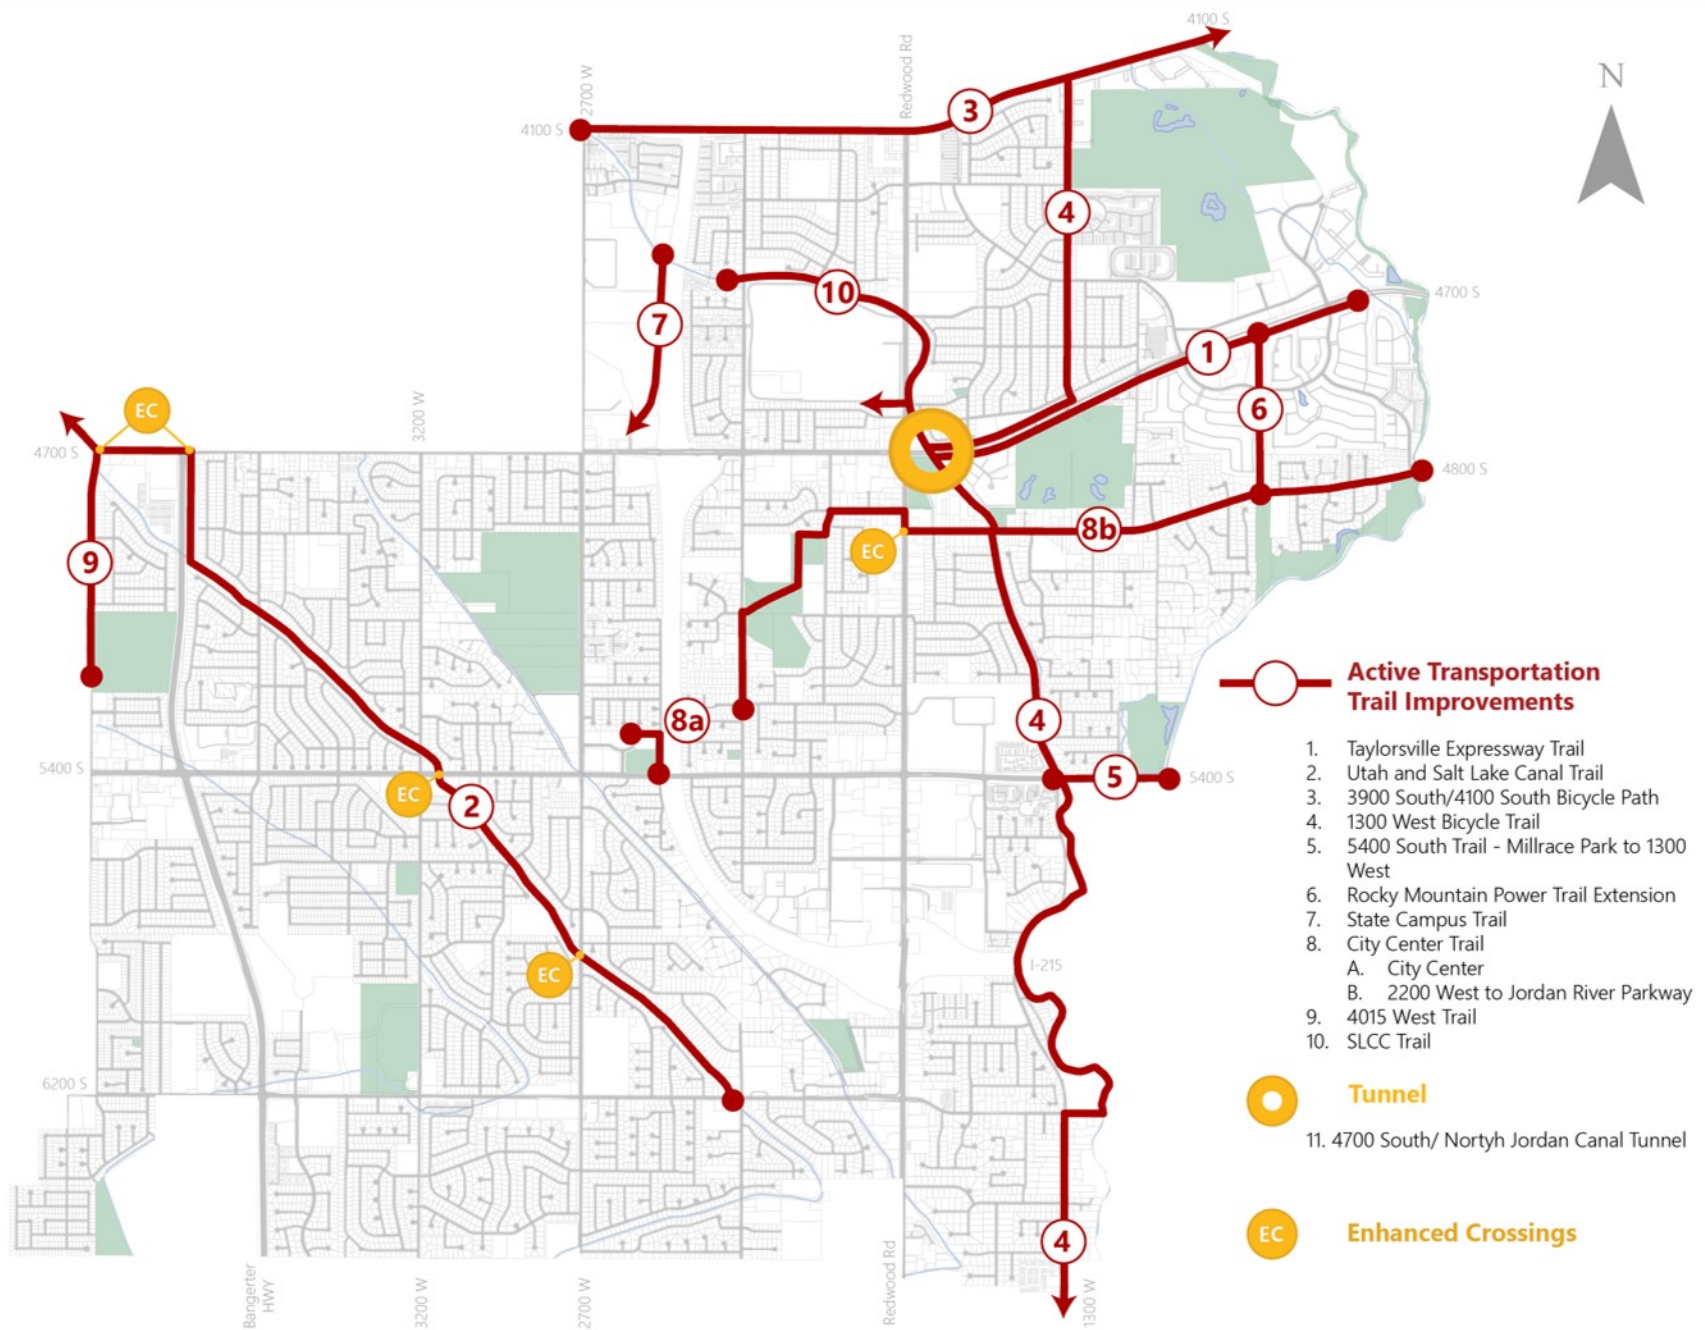 4100 S
N
2700 W
Redwood Rd
3
4100 S
4
10
4700 S
7
1
EC
3200 W
6
4700 S
4800 S
8b
EC
9
Active Transportation
Trail Improvements
8a
4
1. Taylorsville Expressway Trail
5400 S
2. Utah and Salt Lake Canal Trail
5
5400 S
EC
2
3. 3900 South/4100 South Bicycle Path
4. 1300 West Bicycle Trail
5. 5400 South Trail - Millrace Park to 1300
West
6. Rocky Mountain Power Trail Extension
7. State Campus Trail
8. City Center Trail
EC
I-215
A. City Center
B. 2200 West to Jordan River Parkway
9. 4015 West Trail
10. SLCC Trail
6200 S
Tunnel
11. 4700 South/ Nortyh Jordan Canal Tunnel
4
EC
Enhanced Crossings
Bangerter
HWY
3200 W
2700 W
Redwood Rd
1300 W